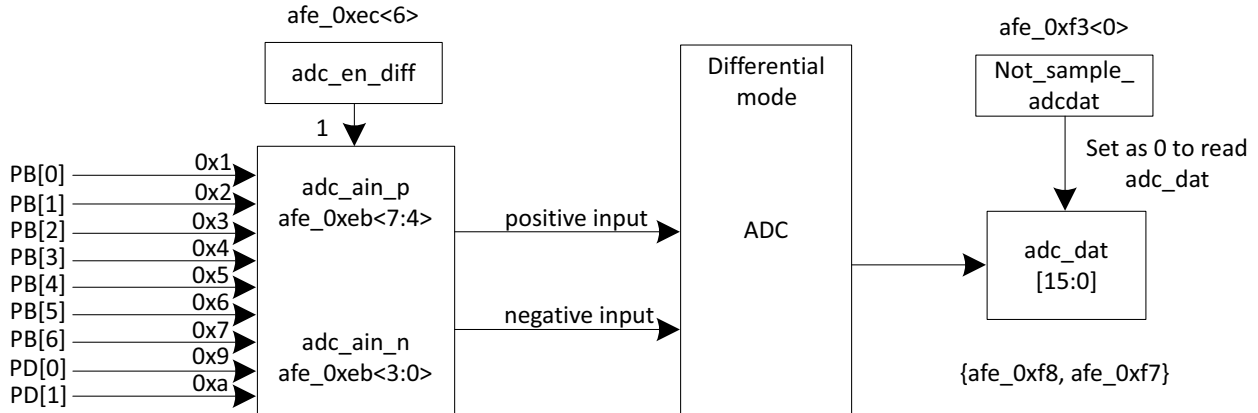 afe_0xec<6>
adc_en_diff
1
PB[0] 0x1
PB[1] 0x2
PB[2] 0x3
PB[3] 0x4
PB[4] 0x5
PB[5] 0x6
PB[6] 0x7
PD[0] 0x9
PD[1] 0xa
adc_ain_p
afe_0xeb<7:4>
adc_ain_n
afe_0xeb<3:0>
positive input
negative input
Differential
mode
ADC
afe_0xf3<0>
Not_sample_
adcdat
Set as 0 to read
adc_dat
adc_dat
[15:0]
{afe_0xf8, afe_0xf7}